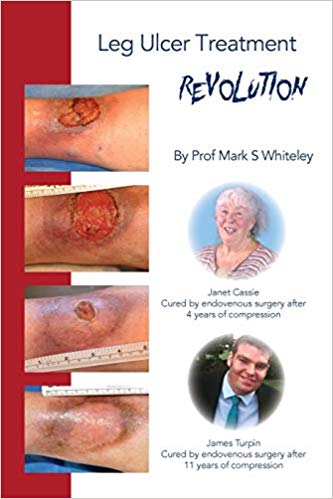 Leg Ulcer Treatment
REVOLUTION
By Prof Mark S Whiteley
Janet Cassie
Cured by endovenous surgery after
4 years of compression
James Turpin
Cured by endovenous surgery after
11 years of compression